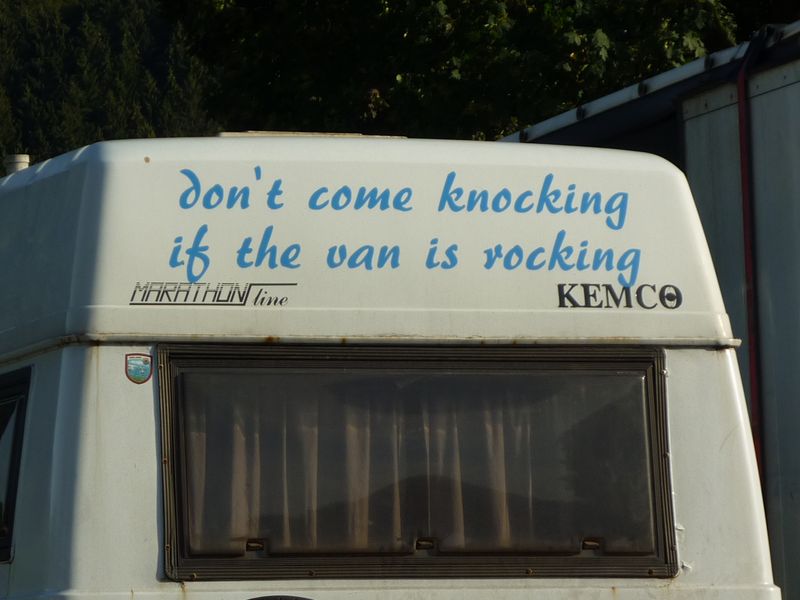 don't come knocking
if the van is rocking
MARATHON line
KEMCO